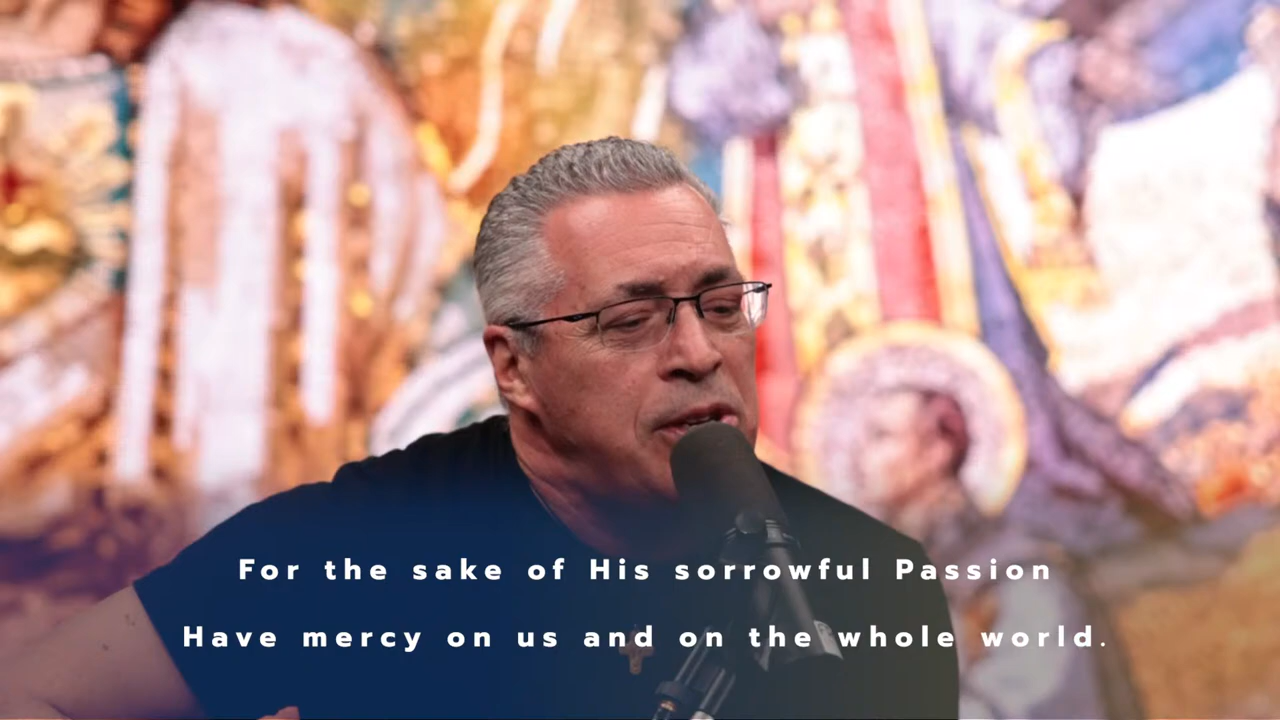 For the sake of His sorrowful Passion
Have mercy on us and on the whole world.